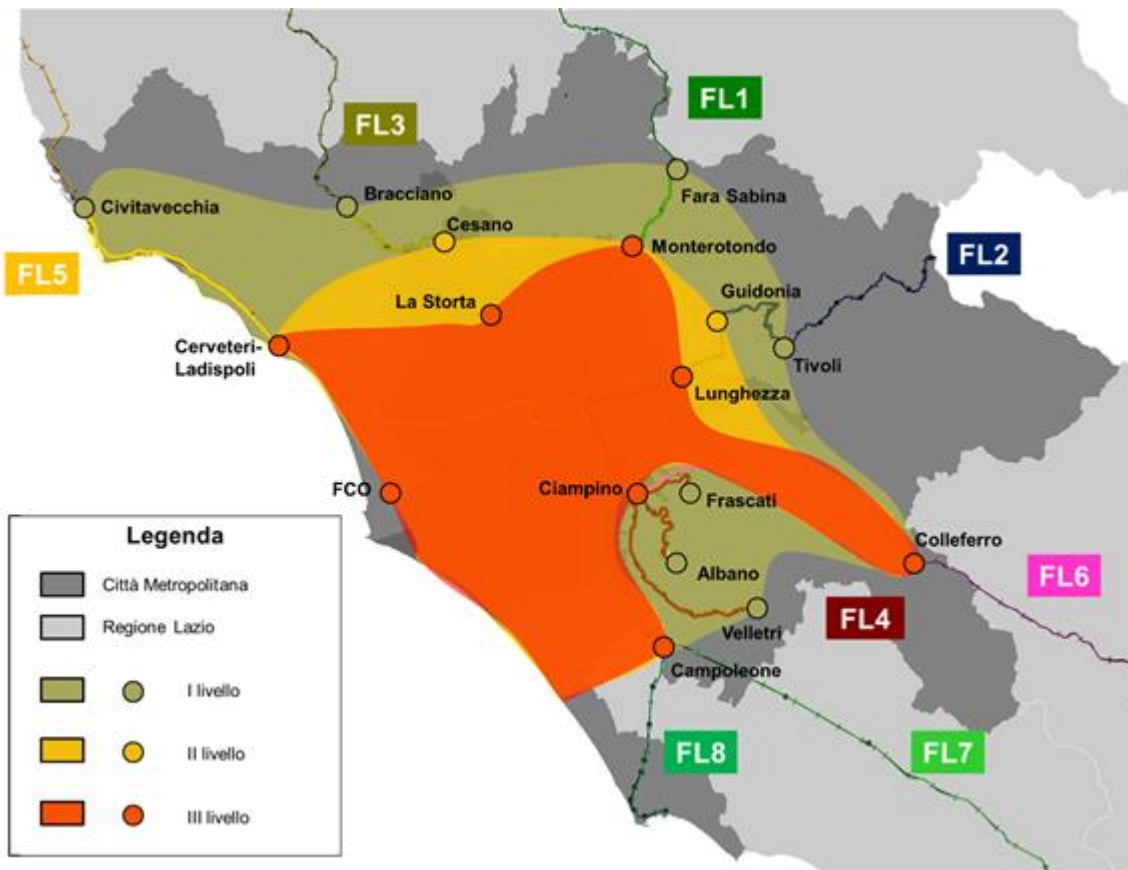 FL1
FL3
Bracciano
Fara Sabina
Civitavecchia
Cesano
Monterotondo
FL2
FL5
Guidonia
La Storta
Cerveteri-
Ladispoli
Tivoli
Lunghezza
FCO
Ciampino
Frascati
Colleferro
Albano
FL6
FL4
Velletri
Campoleone
FL8
FL7
Legenda
Città Metropolitana
Regione Lazio
I livello
II livello
III livello